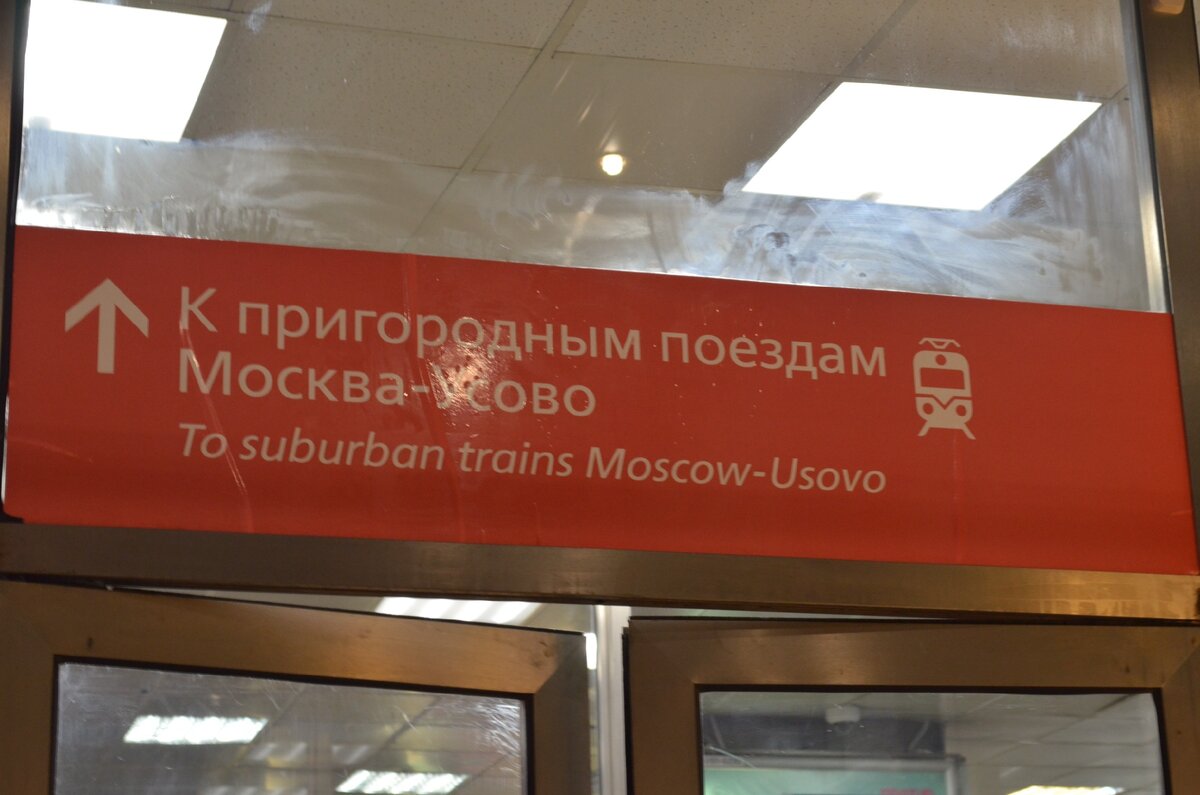 К пригородным поездам
Москва-Усово
To suburban trains Moscow-Usovo